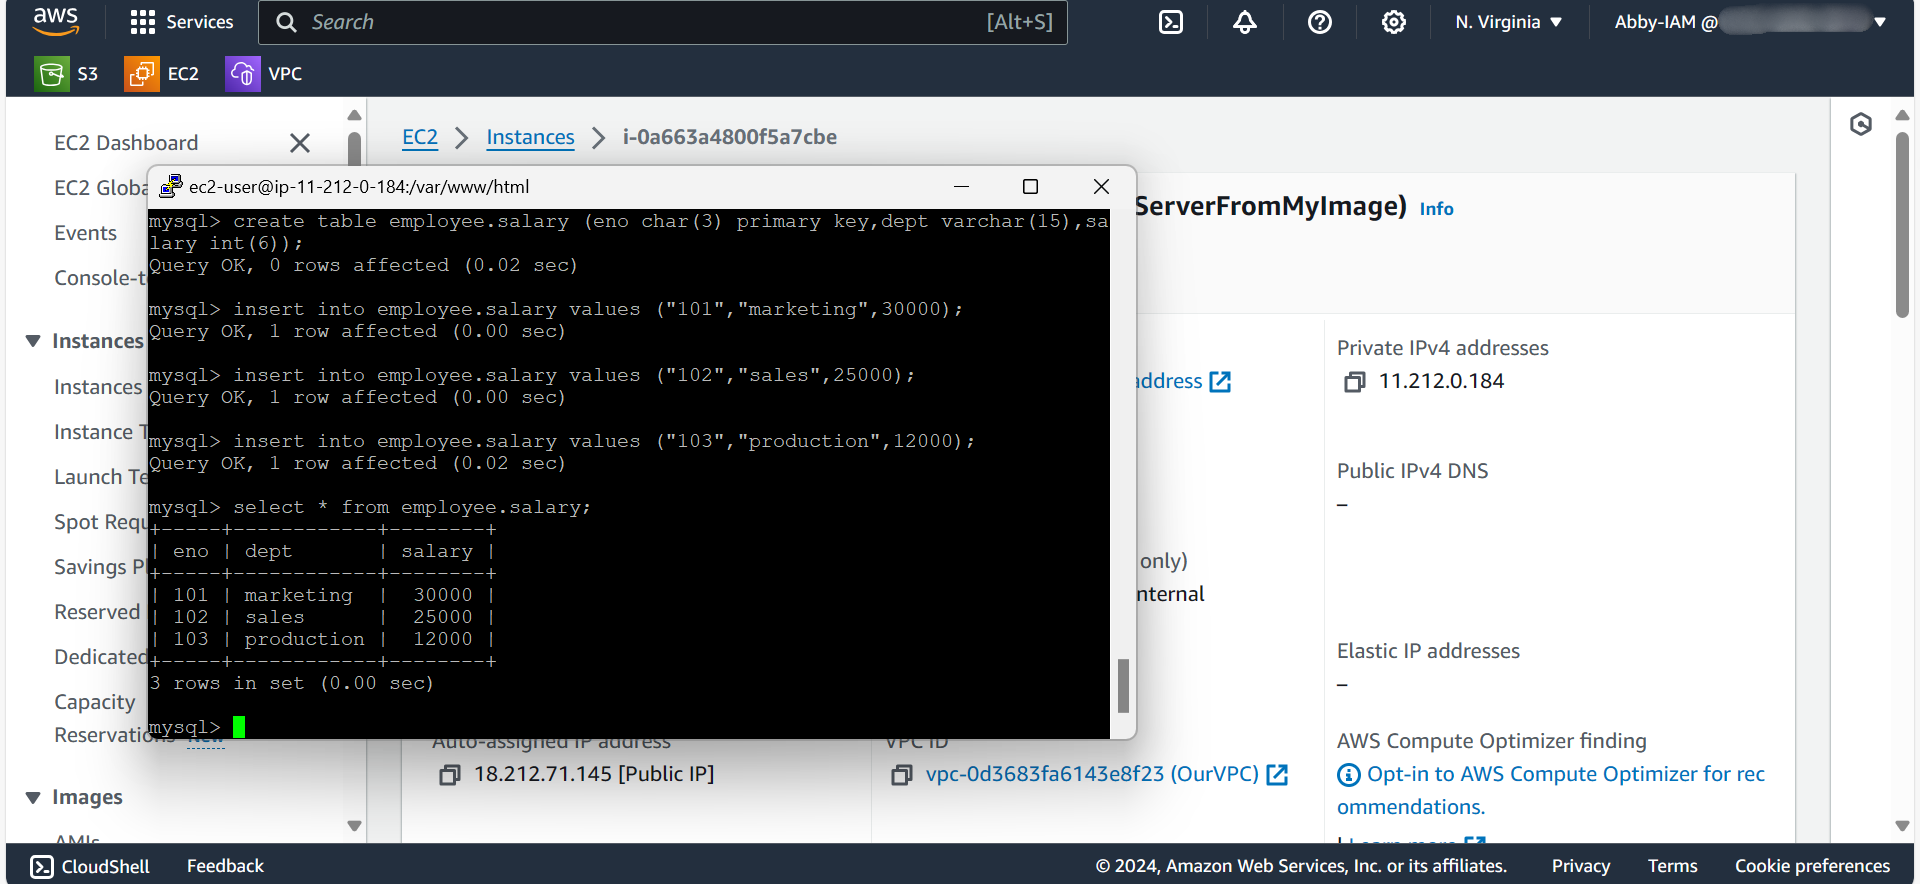 aws
Services
Search
[Alt+S]
N. Virginia
Abby-IAM @
S3
EC2
VPC
EC2 Dashboard
EC2 Globa
Events
Console-t
Instances
Instances
Instance T
Launch Te
Spot Requ
Savings Pl
Reserved
Dedicated
Capacity
Reservations New
Images
AMIs
EC2
Instances
i-0a663a4800f5a7cbe
ec2-user@ip-11-212-0-184:/var/www/html
mysql> create table employee.salary (eno char(3) primary key,dept varchar(15),sa
lary int(6));
Query OK, 0 rows affected (0.02 sec)
mysql> insert into employee.salary values ("101","marketing",30000);
Query OK, 1 row affected (0.00 sec)
mysql> insert into employee.salary values ("102","sales",25000);
Query OK, 1 row affected (0.00 sec)
mysql> insert into employee.salary values ("103","production",12000);
Query OK, 1 row affected (0.02 sec)
mysql> select * from employee.salary;
+-----+------------+--------+
| eno | dept       | salary |
+-----+------------+--------+
| 101 | marketing  |  30000 |
| 102 | sales      |  25000 |
| 103 | production |  12000 |
+-----+------------+--------+
3 rows in set (0.00 sec)
mysql>
ServerFromMyImage) Info
address
only)
nternal
Auto-assigned IP address
18.212.71.145 [Public IP]
VPC ID
vpc-0d3683fa6143e8f23 (OurVPC)
Private IPv4 addresses
11.212.0.184
Public IPv4 DNS
–
Elastic IP addresses
–
AWS Compute Optimizer finding
Opt-in to AWS Compute Optimizer for rec
ommendations.
| Learn more
CloudShell
Feedback
© 2024, Amazon Web Services, Inc. or its affiliates.
Privacy
Terms
Cookie preferences